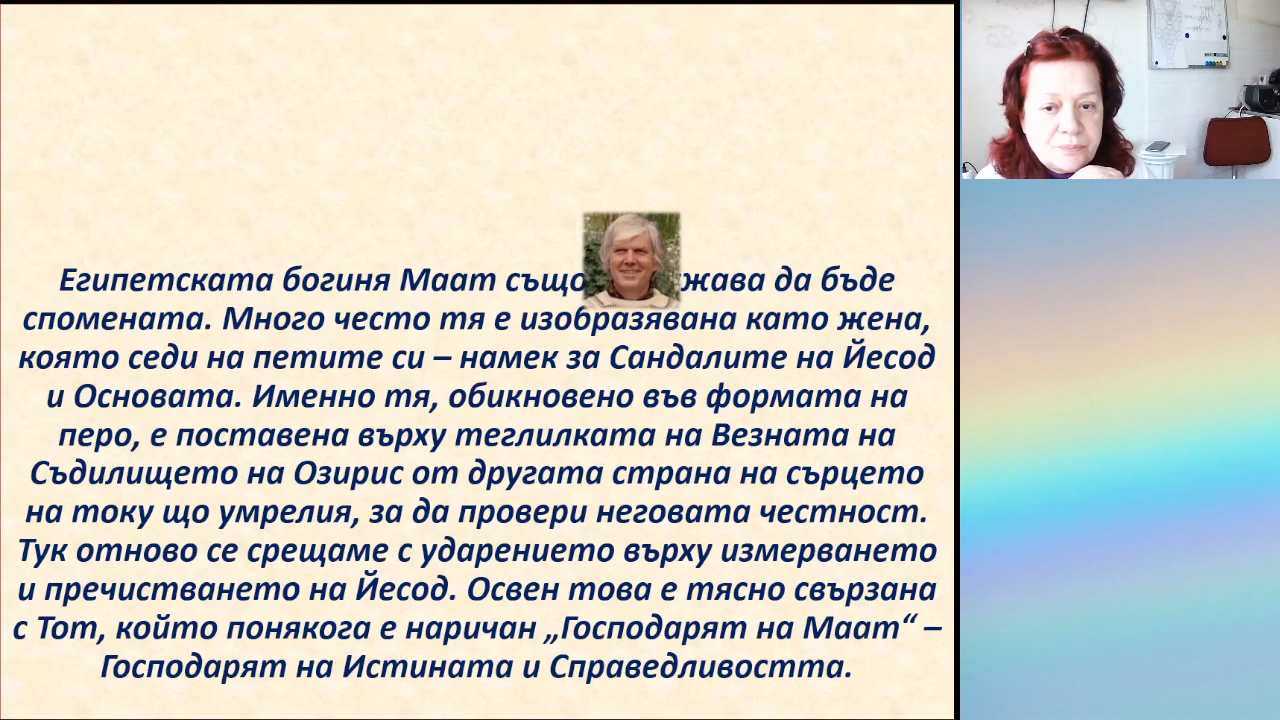 Египетската богиня Маат също жава да бъде
спомената. Много често тя е изобразявана като жена,
която седи на петите си – намек за Сандалите на Йесод
и Основата. Именно тя, обикновено във формата на
перо, е поставена върху теглилката на Везната на
Съдилището на Озирис от другата страна на сърцето
на току що умрелия, за да провери неговата честност.
Тук отново се срещаме с ударението върху измерването
и пречистването на Йесод. Освен това е тясно свързана
с Тот, който понякога е наричан „Господарят на Маат“ –
Господарят на Истината и Справедливостта.